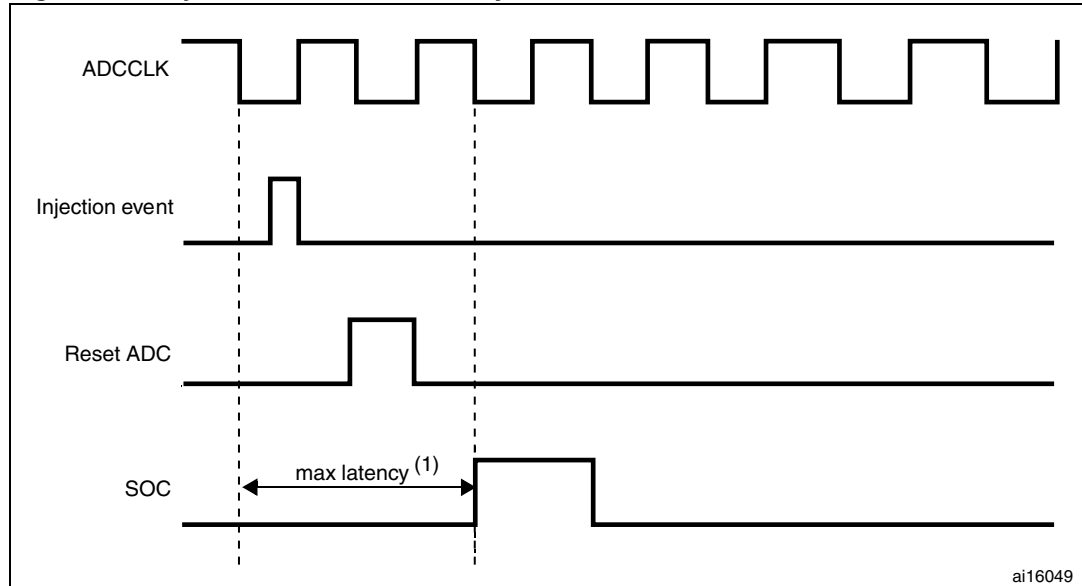 ADCCLK
Injection event
Reset ADC
max latency (1)
SOC
ai16049